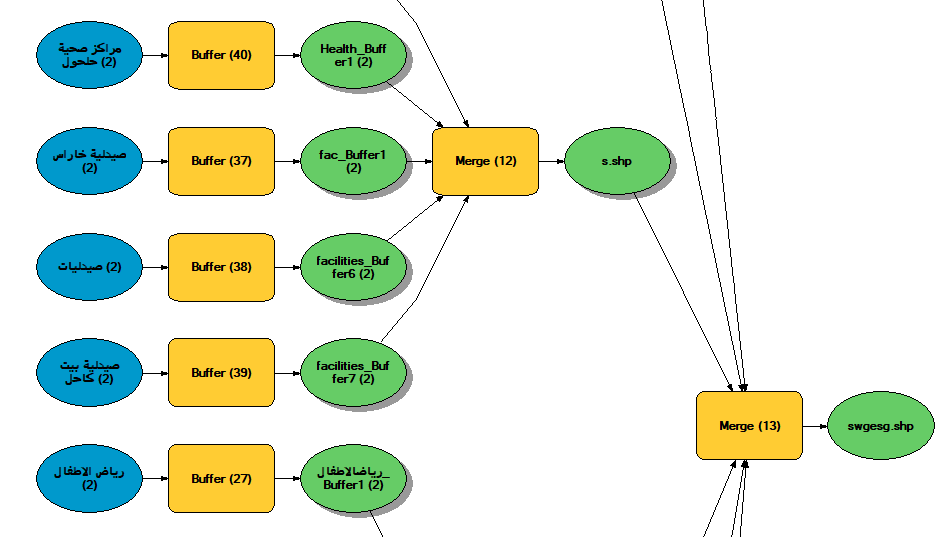 مراكز صحية
حلحول (2)
Buffer (40)
Health_Buff
er1 (2)
صيدلية خاراس
(2)
Buffer (37)
fac_Buffer1
(2)
Merge (12)
s.shp
صيدليات (2)
Buffer (38)
facilities_Buf
fer6 (2)
صيدلية بيت
كاحل (2)
Buffer (39)
facilities_Buf
fer7 (2)
Merge (13)
swgesg.shp
رياض الاطفال
(2)
Buffer (27)
رياضالاطفال_
Buffer1 (2)